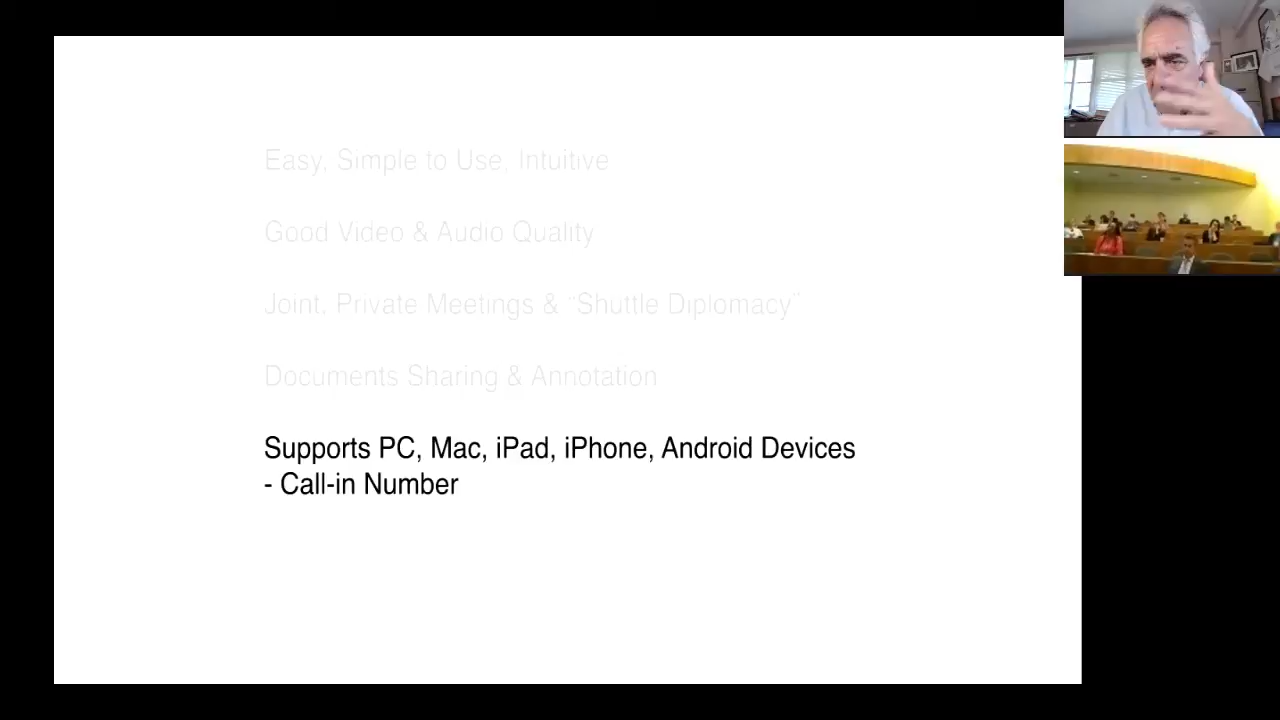 Easy, Simple to Use, Intuitive
Good Video & Audio Quality
Joint, Private Meetings & "Shuttle Diplomacy"
Documents Sharing & Annotation
Supports PC, Mac, iPad, iPhone, Android Devices
- Call-in Number